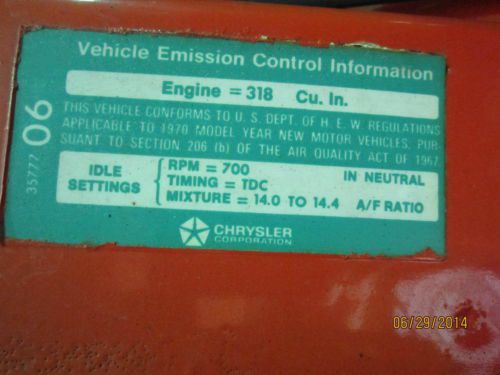 Vehicle Emission Control Information
Engine = 318 Cu. In.
THIS VEHICLE CONFORMS TO U. S. DEPT. OF H. E. W. REGULATIONS
APPLICABLE TO 1970 MODEL YEAR NEW MOTOR VEHICLES, PUR-
SUANT TO SECTION 206 (b) OF THE AIR QUALITY ACT OF 1967.
IDLE SETTINGS
RPM = 700 IN NEUTRAL
TIMING = TDC
MIXTURE = 14.0 TO 14.4 A/F RATIO
CHRYSLER
CORPORATION
35777 06
06/29/2014